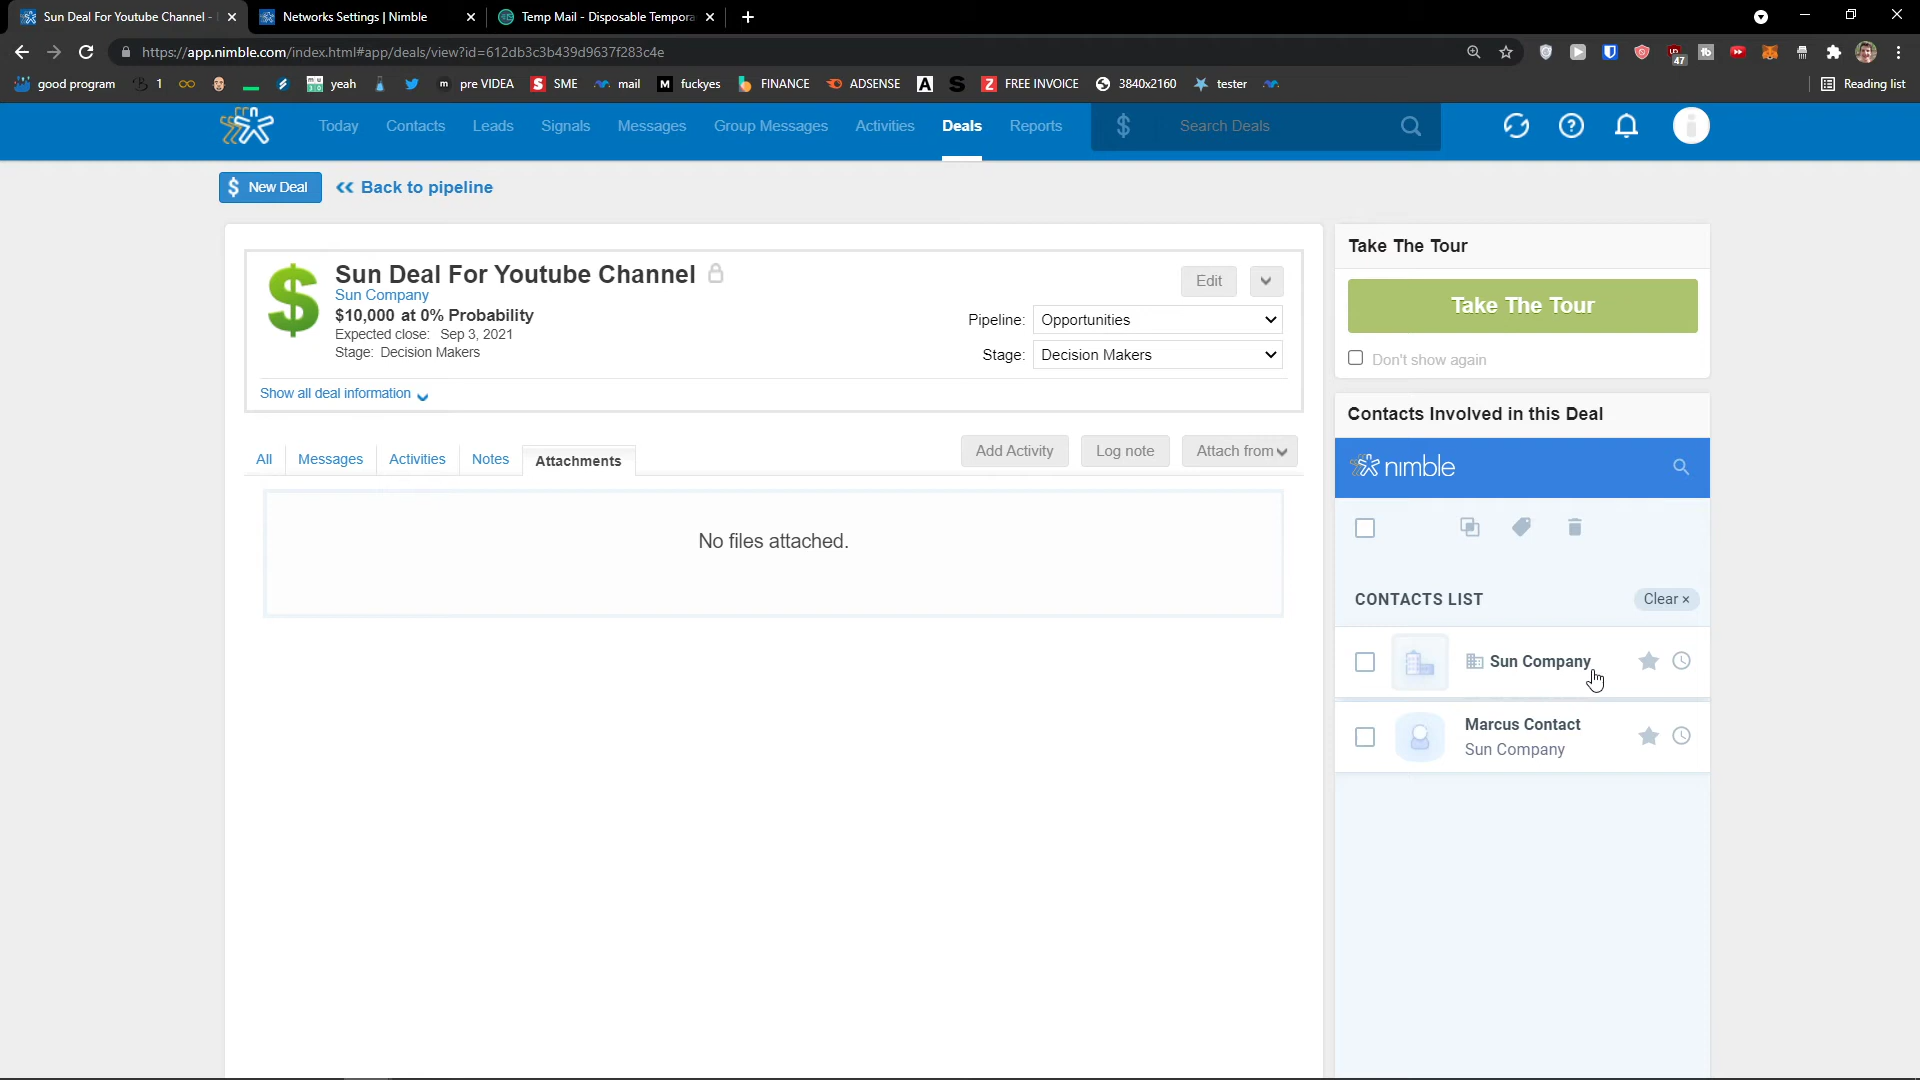 Sun Deal For Youtube Channel -
Networks Settings | Nimble
Temp Mail - Disposable Tempora
https://app.nimble.com/index.html#app/deals/view?id=612db3c3b439d9637f283c4e
47
good program
1
yeah
pre VIDEA
SME
mail
fuckyes
FINANCE
ADSENSE
FREE INVOICE
3840x2160
tester
Reading list
Today
Contacts
Leads
Signals
Messages
Group Messages
Activities
Deals
Reports
Search Deals
New Deal
Back to pipeline
Sun Deal For Youtube Channel
Sun Company
$10,000 at 0% Probability
Expected close: Sep 3, 2021
Stage: Decision Makers
Edit
Pipeline: Opportunities
Stage: Decision Makers
Show all deal information
All
Messages
Activities
Notes
Attachments
Add Activity
Log note
Attach from
No files attached.
Take The Tour
Take The Tour
Don't show again
Contacts Involved in this Deal
nimble
CONTACTS LIST
Clear ×
Sun Company
Marcus Contact
Sun Company